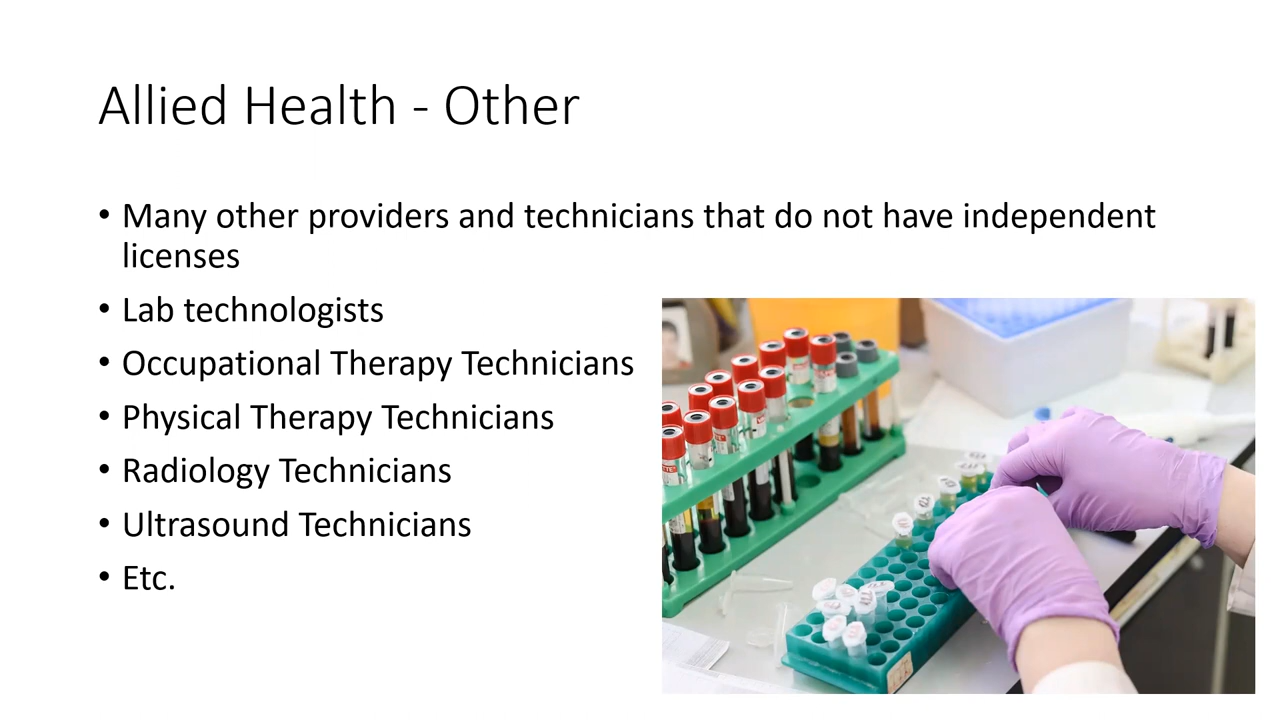 Allied Health - Other
• Many other providers and technicians that do not have independent
licenses
• Lab technologists
• Occupational Therapy Technicians
• Physical Therapy Technicians
• Radiology Technicians
• Ultrasound Technicians
• Etc.